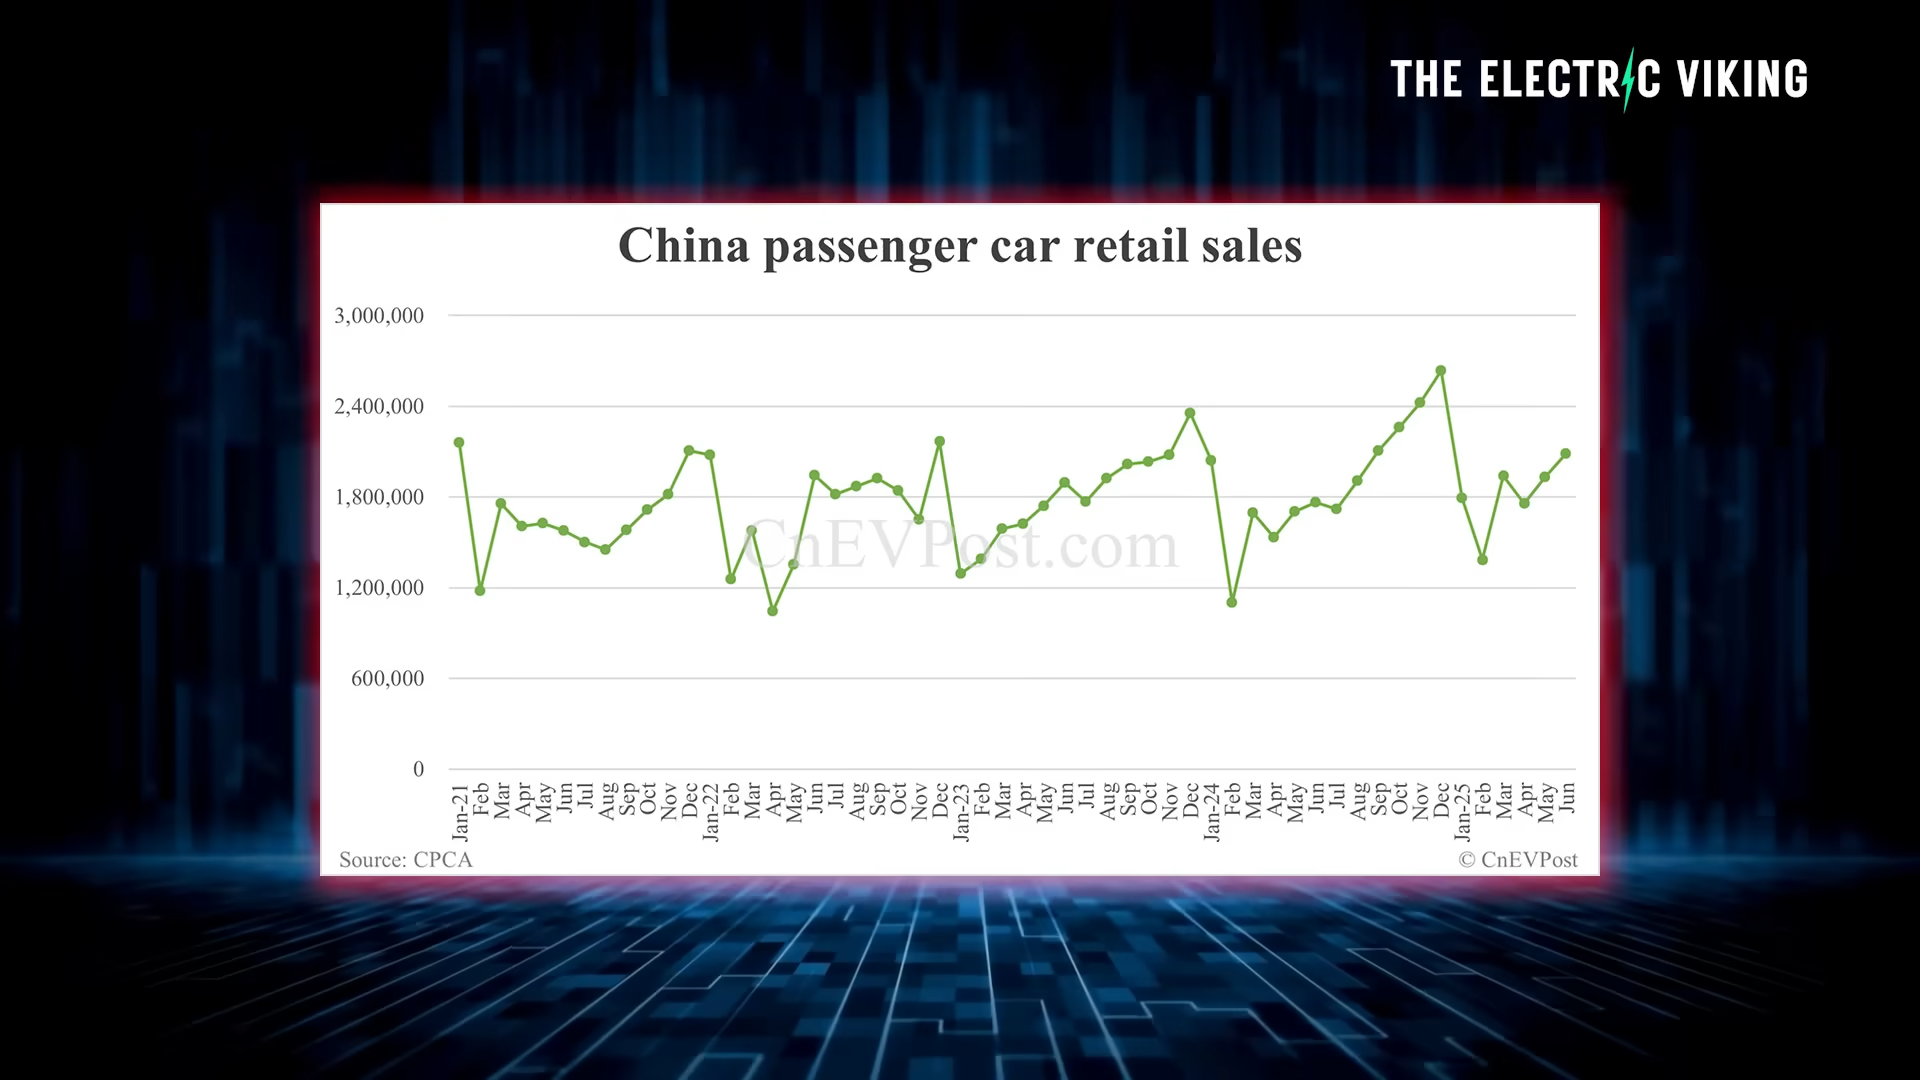 THE ELECTRIC VIKING
China passenger car retail sales
3,000,000
2,400,000
1,800,000
1,200,000
600,000
0
CnEVPost.com
Jan-21 Feb Mar Apr May Jun Jul Aug Sep Oct Nov Dec Jan-22 Feb Mar Apr May Jun Jul Aug Sep Oct Nov Dec Jan-23 Feb Mar Apr May Jun Jul Aug Sep Oct Nov Dec Jan-24 Feb Mar Apr May Jun Jul Aug Sep Oct Nov Dec Jan-25 Feb Mar Apr May Jun
Source: CPCA
© CnEVPost